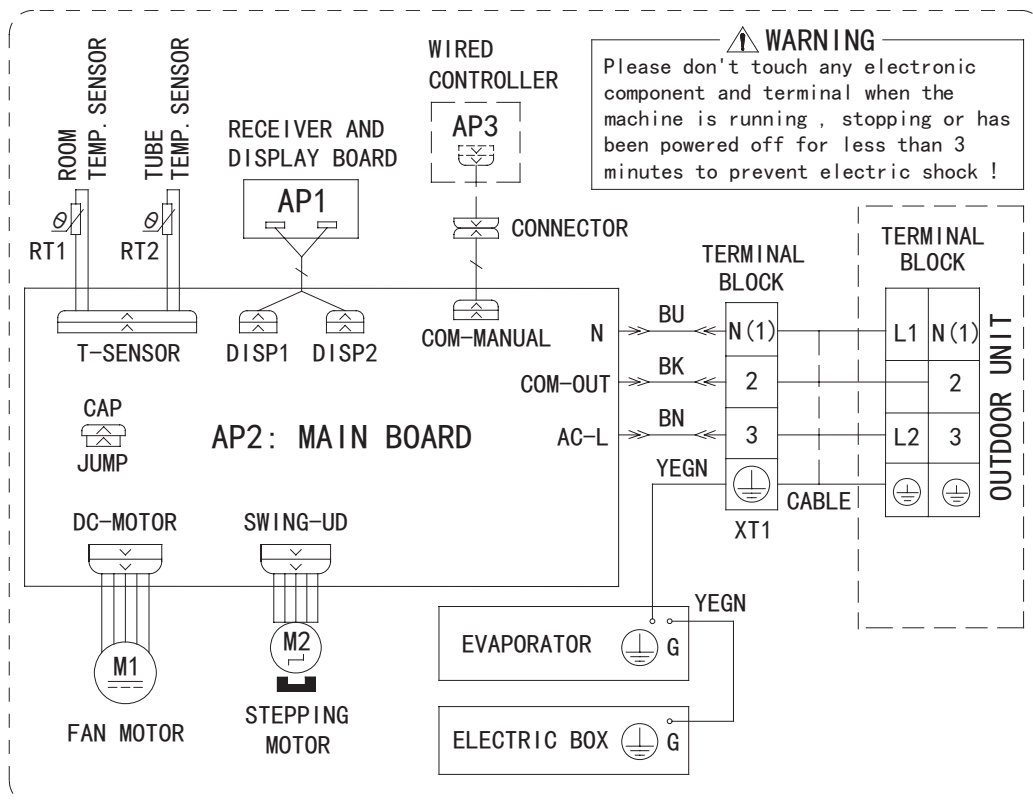 WARNING
Please don't touch any electronic
component and terminal when the
machine is running , stopping or has
been powered off for less than 3
minutes to prevent electric shock !
ROOM
TEMP. SENSOR
TUBE
TEMP. SENSOR
θ
RT1
θ
RT2
RECEIVER AND
DISPLAY BOARD
AP1
WIRED
CONTROLLER
AP3
CONNECTOR
T-SENSOR
DISP1
DISP2
COM-MANUAL
N
COM-OUT
AC-L
CAP
JUMP
AP2: MAIN BOARD
DC-MOTOR
SWING-UD
BU
BK
BN
YEGN
TERMINAL
BLOCK
N(1)
2
3
XT1
CABLE
TERMINAL
BLOCK
L1 N(1)
2
L2 3
OUTDOOR UNIT
M1
FAN MOTOR
M2
STEPPING
MOTOR
YEGN
EVAPORATOR G
ELECTRIC BOX G